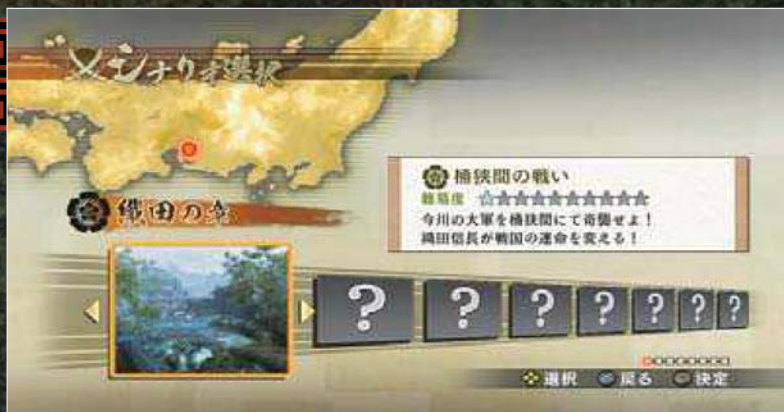 シナリオ選択
桶狭間の戦い
難易度 ☆★★★★★★★★★
今川の大軍を桶狭間にて奇襲せよ！
織田信長が戦国の運命を変える！
織田の章
? ? ? ? ? ? ?
選択 戻る 決定